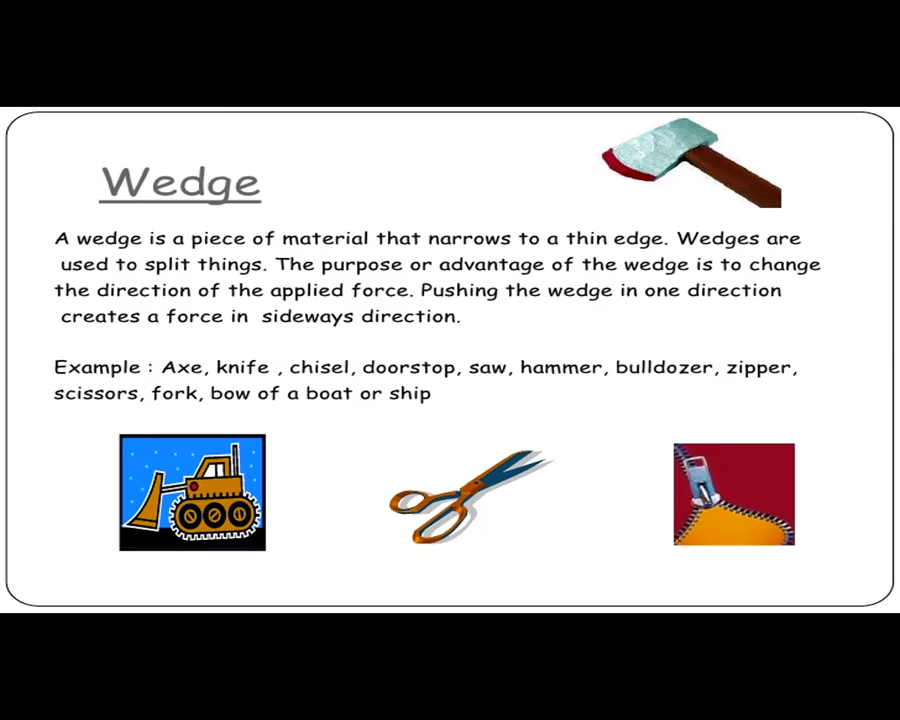 Wedge
A wedge is a piece of material that narrows to a thin edge. Wedges are
used to split things. The purpose or advantage of the wedge is to change
the direction of the applied force. Pushing the wedge in one direction
creates a force in sideways direction.
Example : Axe, knife , chisel, doorstop, saw, hammer, bulldozer, zipper,
scissors, fork, bow of a boat or ship